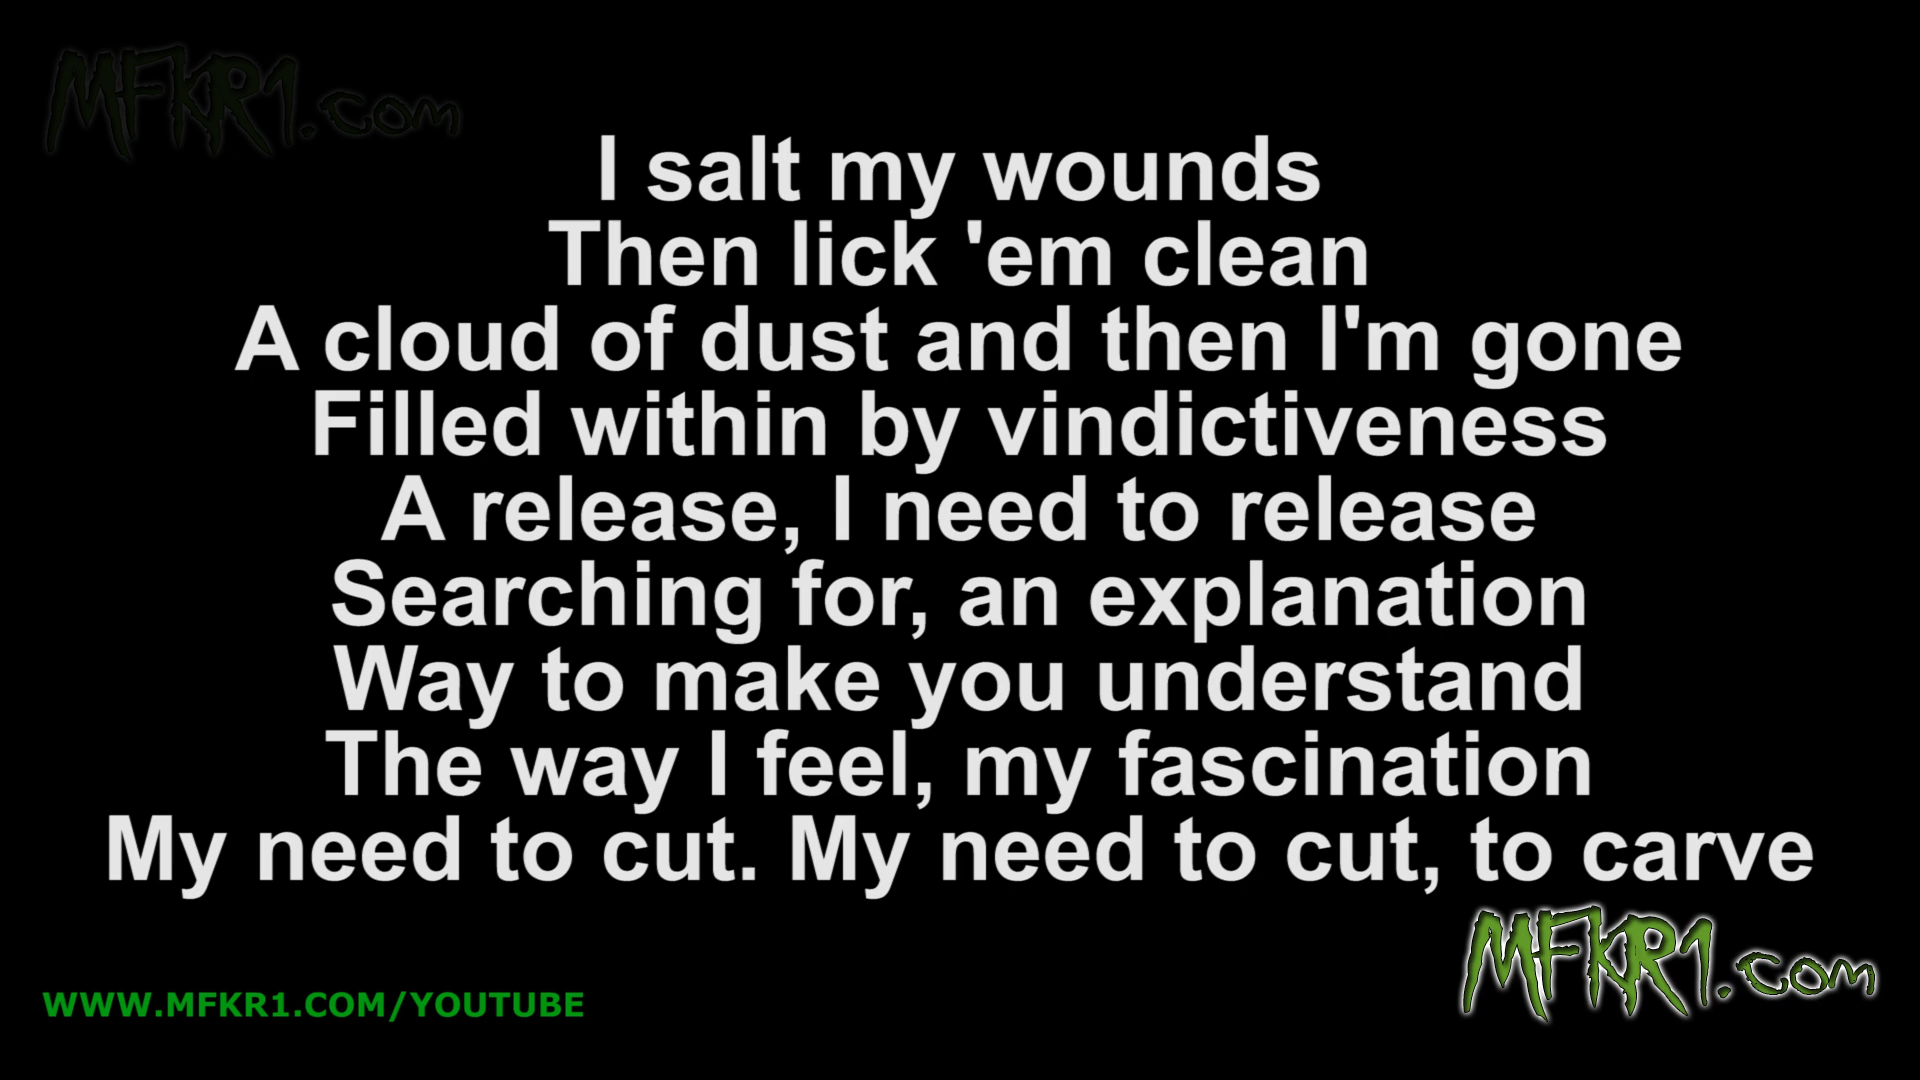 MFKR1.com
I salt my wounds
Then lick 'em clean
A cloud of dust and then I'm gone
Filled within by vindictiveness
A release, I need to release
Searching for, an explanation
Way to make you understand
The way I feel, my fascination
My need to cut. My need to cut, to carve
MFKR1.com
WWW.MFKR1.COM/YOUTUBE